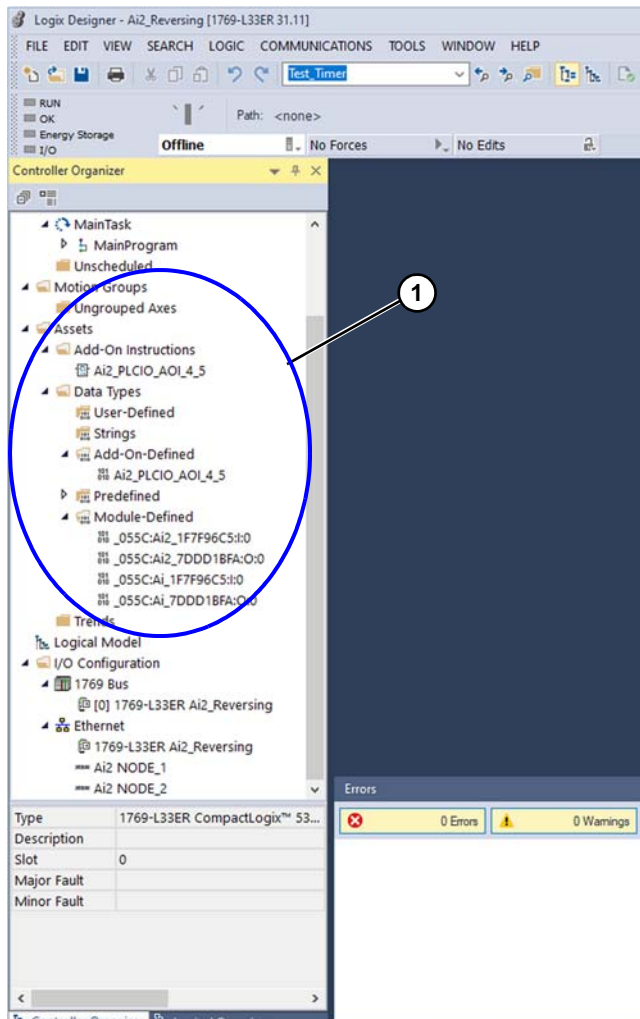 Logix Designer - Ai2_Reversing [1769-L33ER 31.11]
FILE EDIT VIEW SEARCH LOGIC COMMUNICATIONS TOOLS WINDOW HELP
Test_Timer
RUN
OK
Energy Storage
I/O
Path: <none>
Offline No Forces No Edits
Controller Organizer
MainTask
MainProgram
Unscheduled
Motion Groups
Ungrouped Axes
Assets
Add-On Instructions
Ai2_PLCIO_AOI_4_5
Data Types
User-Defined
Strings
Add-On-Defined
Ai2_PLCIO_AOI_4_5
Predefined
Module-Defined
_055C:Ai2_1F7F96C5:I:0
_055C:Ai2_7DDD1BFA:O:0
_055C:Ai_1F7F96C5:I:0
_055C:Ai_7DDD1BFA:O:0
Trends
Logical Model
I/O Configuration
1769 Bus
[0] 1769-L33ER Ai2_Reversing
Ethernet
1769-L33ER Ai2_Reversing
Ai2 NODE_1
Ai2 NODE_2
1
Type 1769-L33ER CompactLogix™ 53...
Description
Slot 0
Major Fault
Minor Fault
Errors
0 Errors 0 Warnings